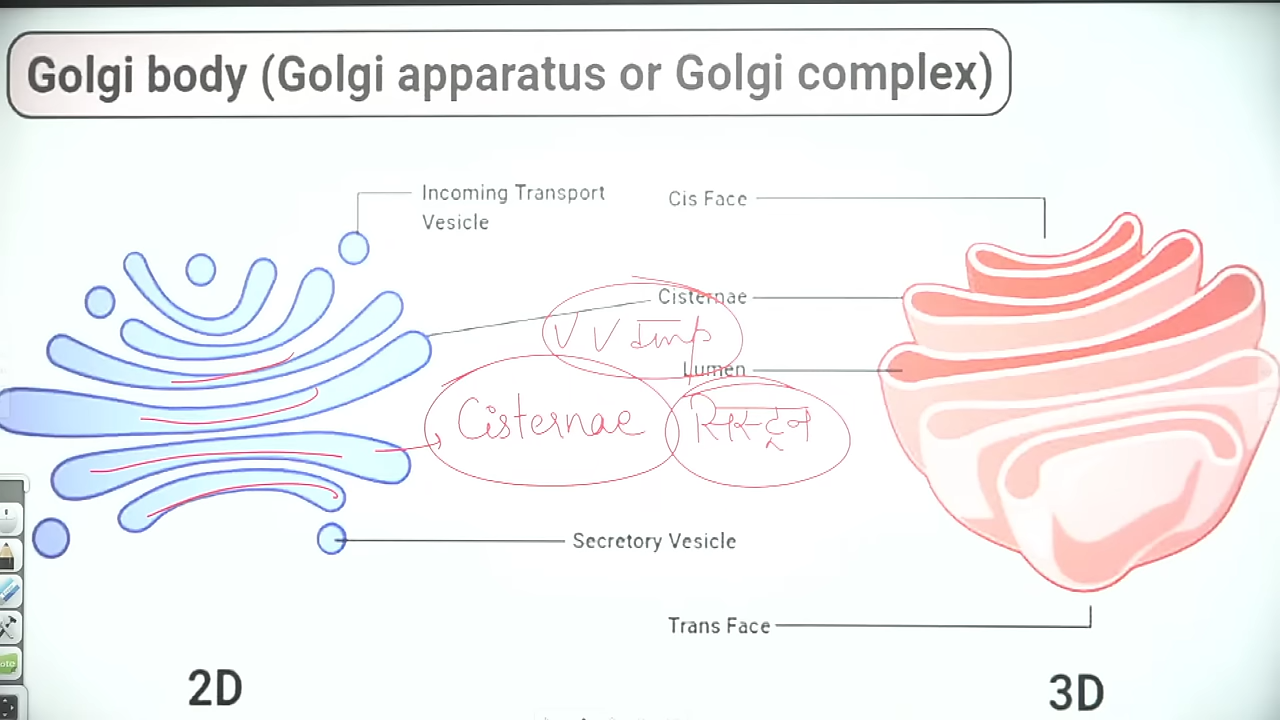 Golgi body (Golgi apparatus or Golgi complex)
Incoming Transport
Vesicle
Cis Face
Cisternae
V V Imp
Lumen
Cisternae
सिस्टर्न
Secretory Vesicle
Trans Face
2D
3D